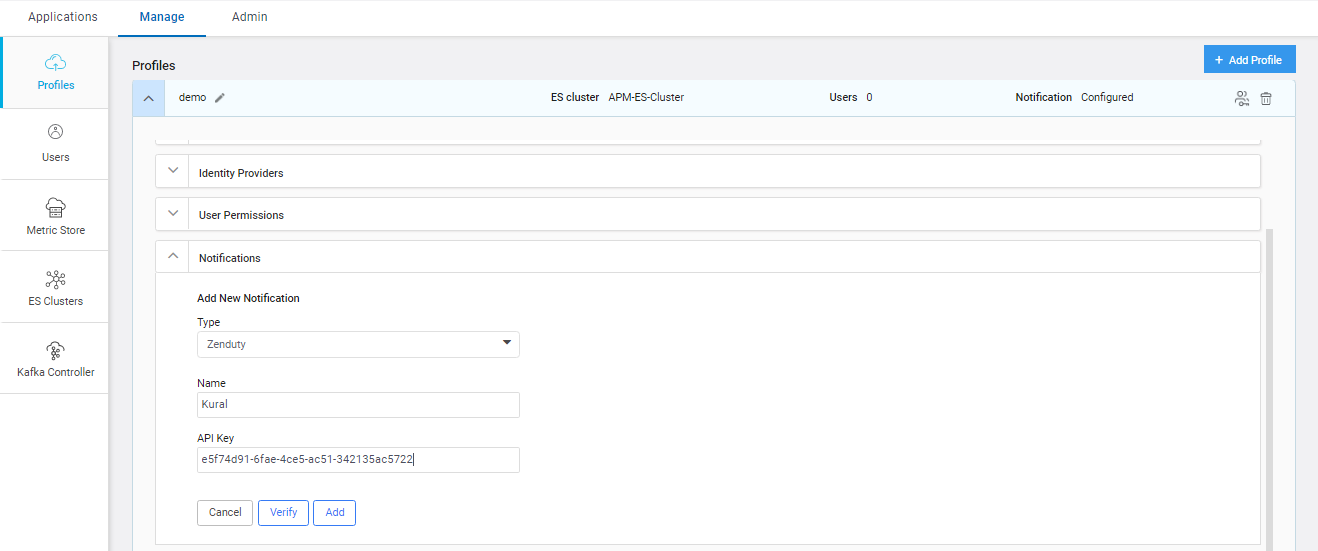 Applications Manage Admin
Profiles
Users
Metric Store
ES Clusters
Kafka Controller
Profiles
+ Add Profile
demo ES cluster APM-ES-Cluster Users 0 Notification Configured
Identity Providers
User Permissions
Notifications
Add New Notification
Type
Zenduty
Name
Kural
API Key
e5f74d91-6fae-4ce5-ac51-342135ac5722
Cancel Verify Add